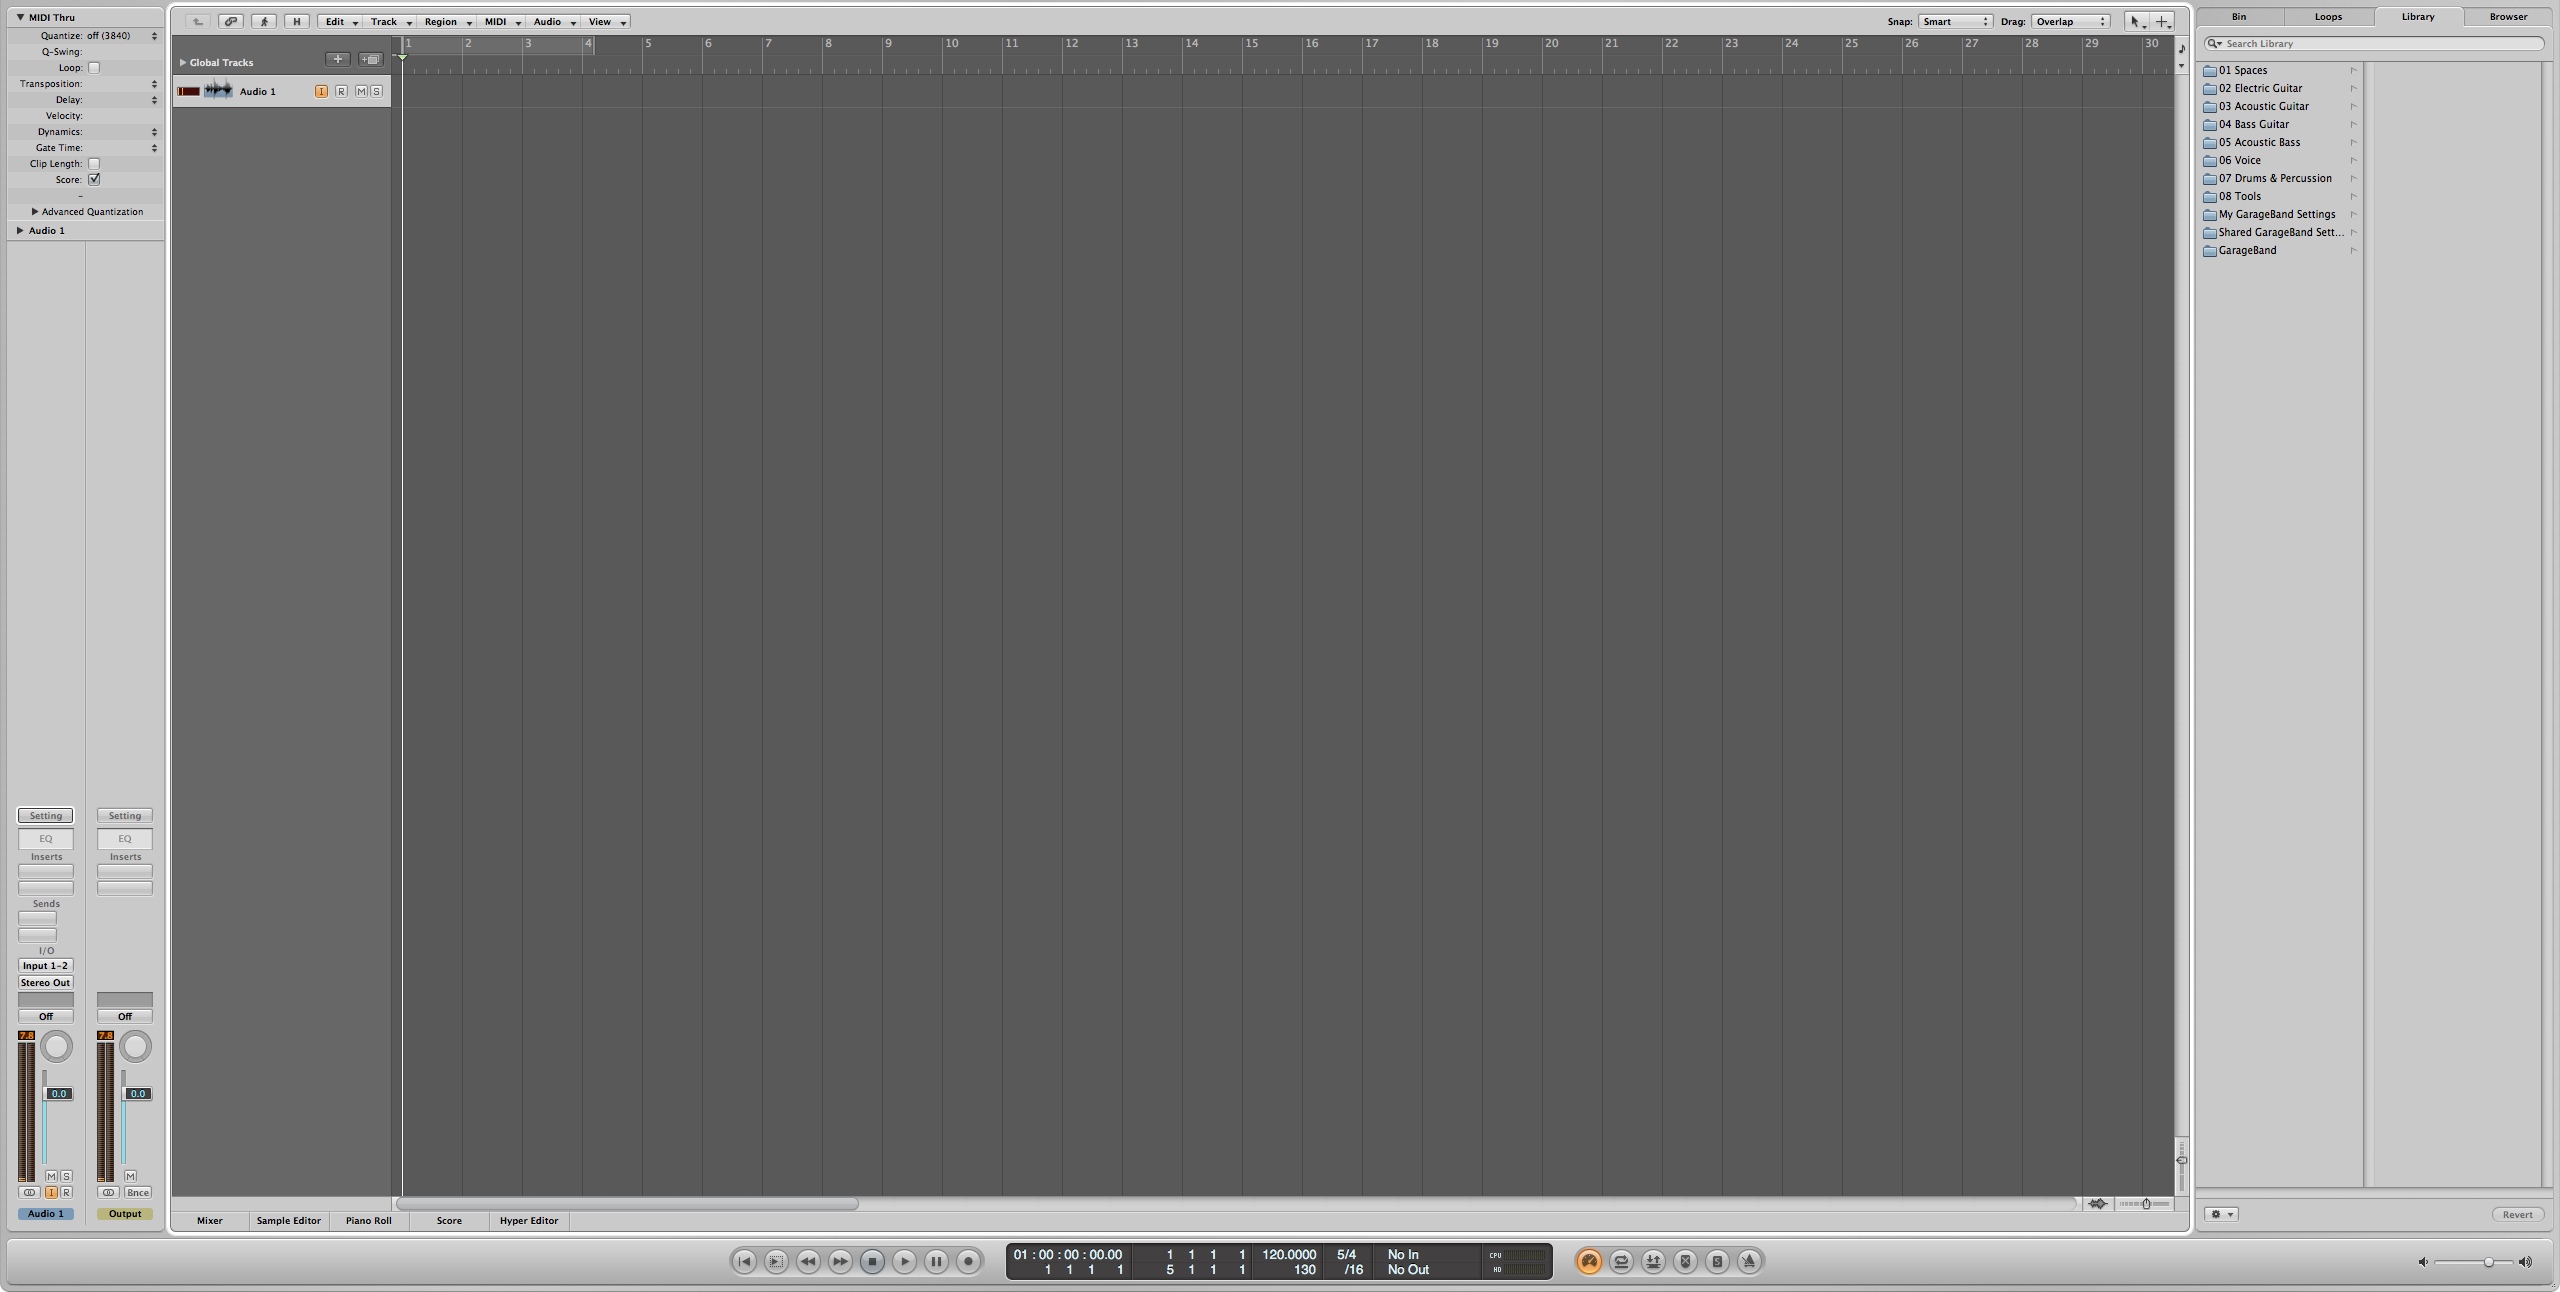 MIDI Thru
Quantize: off (3840)
Q-Swing:
Loop:
Transposition:
Delay:
Velocity:
Dynamics:
Gate Time:
Clip Length:
Score:
-
Advanced Quantization
Audio 1
Setting Setting
EQ EQ
Inserts Inserts
Sends
I/O
Input 1-2
Stereo Out
Off Off
7.8 7.8
0.0 0.0
M S M
I R Bnce
Audio 1 Output
H Edit Track Region MIDI Audio View Snap: Smart Drag: Overlap
1 2 3 4 5 6 7 8 9 10 11 12 13 14 15 16 17 18 19 20 21 22 23 24 25 26 27 28 29 30
Global Tracks
Audio 1 I R M S
Mixer Sample Editor Piano Roll Score Hyper Editor
Bin Loops Library Browser
Search Library
01 Spaces
02 Electric Guitar
03 Acoustic Guitar
04 Bass Guitar
05 Acoustic Bass
06 Voice
07 Drums & Percussion
08 Tools
My GarageBand Settings
Shared GarageBand Sett...
GarageBand
Revert
01 : 00 : 00 : 00.00 1 1 1 1 120.0000 5/4 No In CPU
1 1 1 1 5 1 1 1 130 /16 No Out HD
S